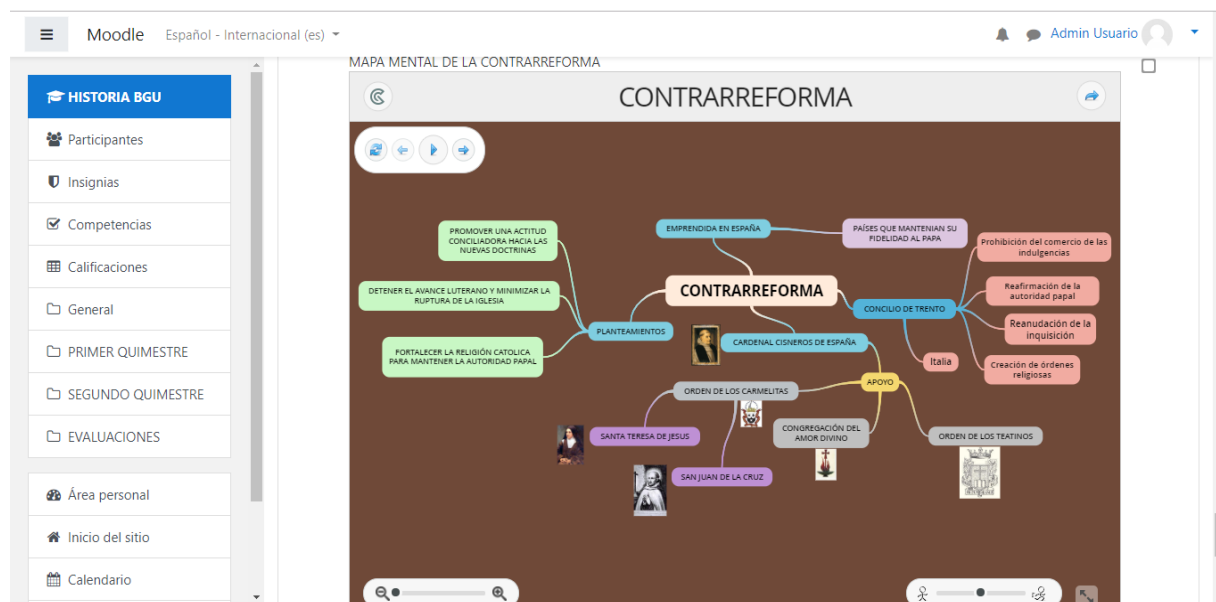 Moodle
Español - Internacional (es)
Admin Usuario
HISTORIA BGU
Participantes
Insignias
Competencias
Calificaciones
General
PRIMER QUIMESTRE
SEGUNDO QUIMESTRE
EVALUACIONES
Área personal
Inicio del sitio
Calendario
MAPA MENTAL DE LA CONTRARREFORMA
CONTRARREFORMA
PROMOVER UNA ACTITUD
CONCILIADORA HACIA LAS
NUEVAS DOCTRINAS
DETENER EL AVANCE LUTERANO Y MINIMIZAR LA
RUPTURA DE LA IGLESIA
FORTALECER LA RELIGIÓN CATOLICA
PARA MANTENER LA AUTORIDAD PAPAL
PLANTEAMIENTOS
EMPRENDIDA EN ESPAÑA
PAÍSES QUE MANTENIAN SU
FIDELIDAD AL PAPA
CONTRARREFORMA
CONCILIO DE TRENTO
Prohibición del comercio de las
indulgencias
Reafirmación de la
autoridad papal
Reanudación de la
inquisición
Creación de órdenes
religiosas
Italia
CARDENAL CISNEROS DE ESPAÑA
APOYO
ORDEN DE LOS CARMELITAS
SANTA TERESA DE JESUS
SAN JUAN DE LA CRUZ
CONGREGACIÓN DEL
AMOR DIVINO
ORDEN DE LOS TEATINOS